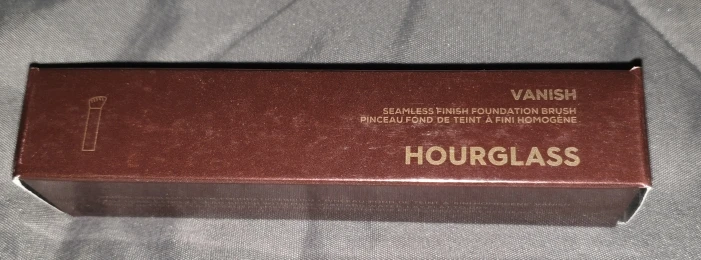 VANISH
SEAMLESS FINISH FOUNDATION BRUSH
PINCEAU FOND DE TEINT À FINI HOMOGÈNE
HOURGLASS